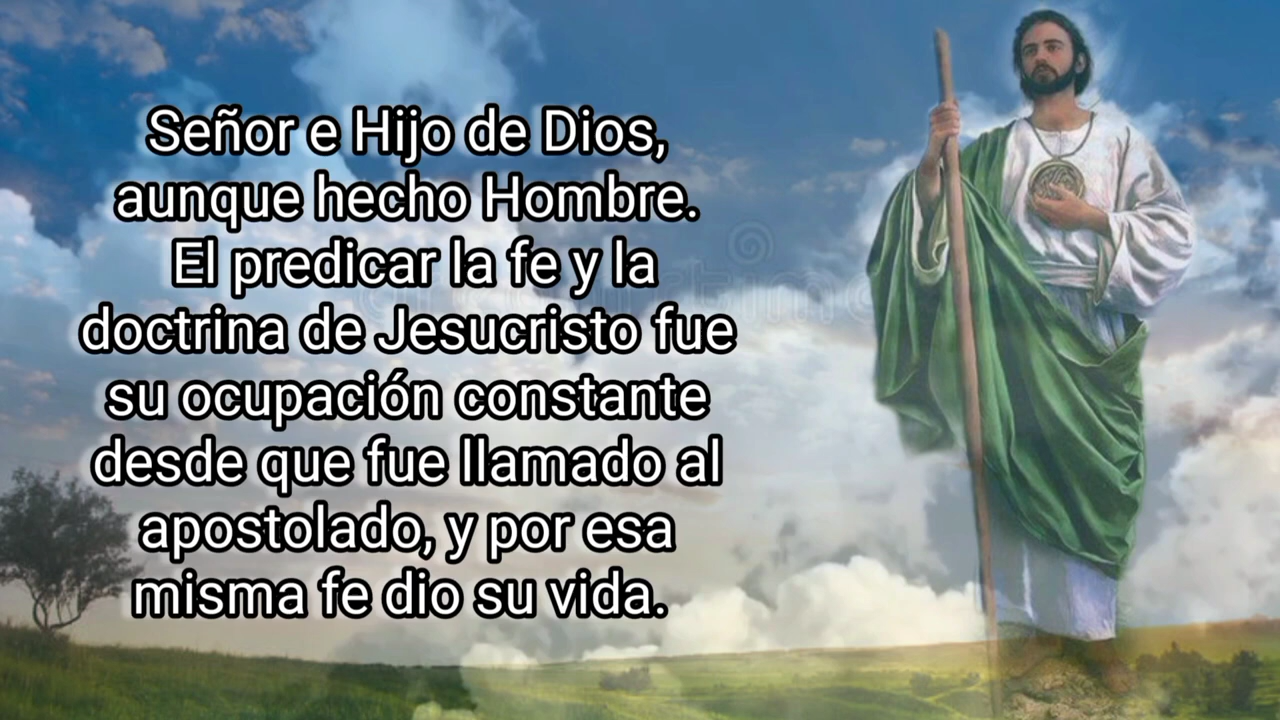 Señor e Hijo de Dios,
aunque hecho Hombre.
El predicar la fe y la
doctrina de Jesucristo fue
su ocupación constante
desde que fue llamado al
apostolado, y por esa
misma fe dio su vida.